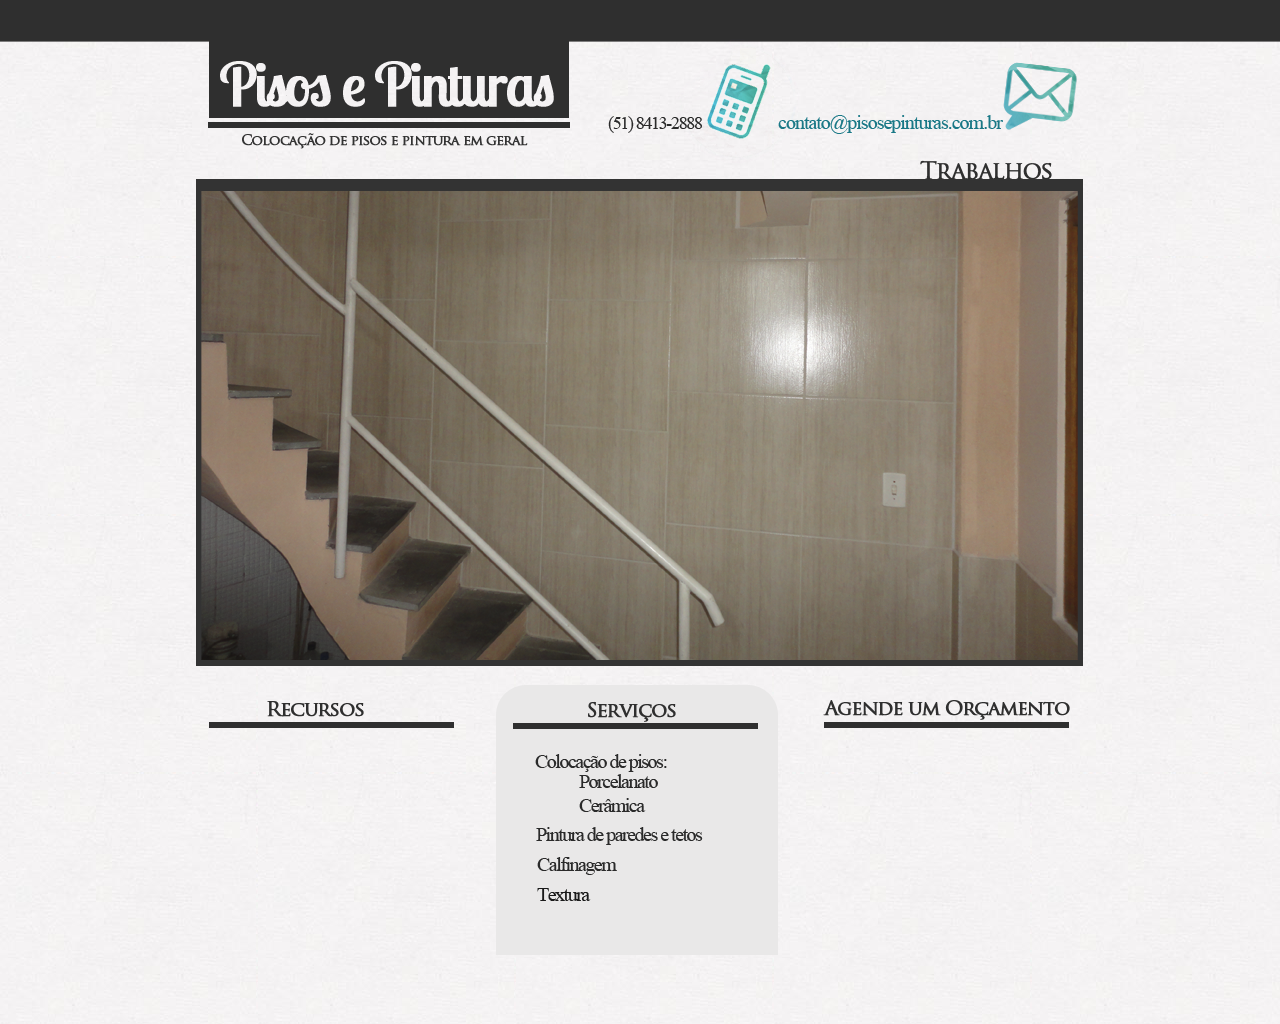 Pisos e Pinturas
Colocação de pisos e pintura em geral
(51) 8413-2888
contato@pisosepinturas.com.br
Trabalhos
Recursos
Serviços
Agende um Orçamento
Colocação de pisos:
Porcelanato
Cerâmica
Pintura de paredes e tetos
Calfinagem
Textura